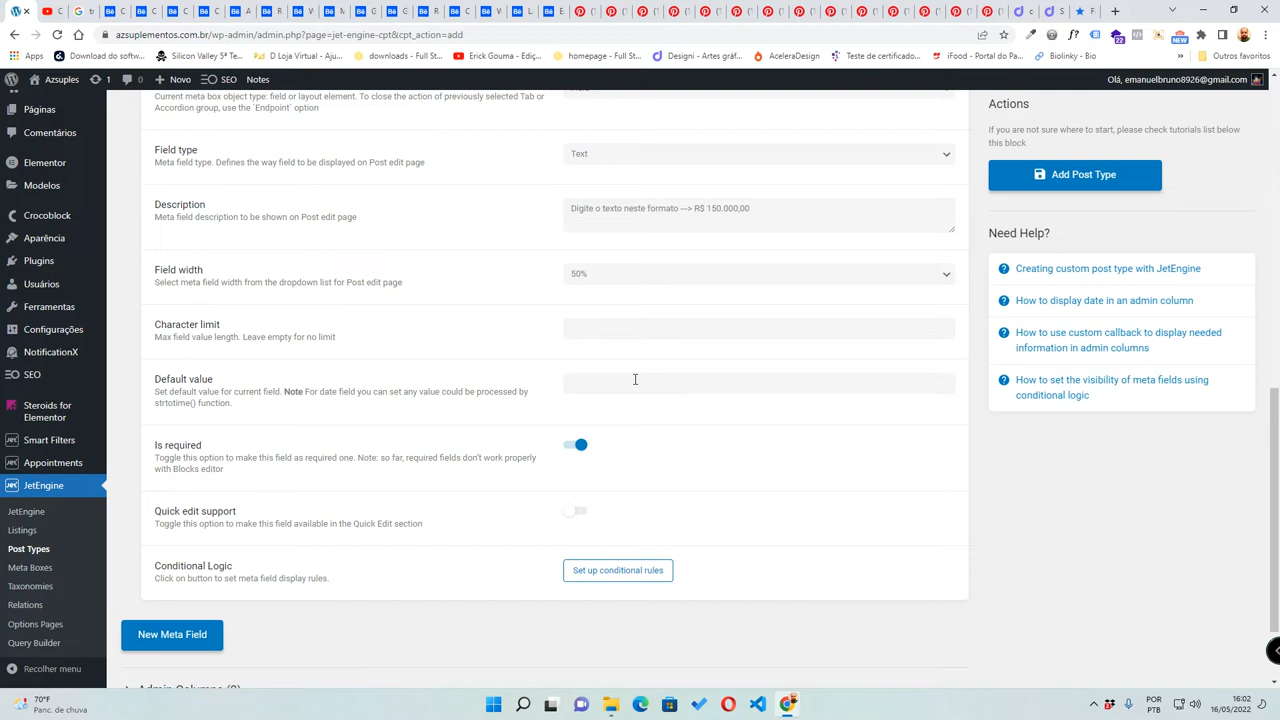 azsuplementos.com.br/wp-admin/admin.php?page=jet-engine-cpt&cpt_action=add
Apps
Download do softw...
Silicon Valley 5ª Te...
D Loja Virtual - Aju...
downloads - Full S...
Erick Gouma - Ediç...
homepage - Full S...
Designi - Artes gráf...
AceleraDesign
Teste de certificado...
iFood - Portal do Pa...
Biolinky - Bio
Outros favoritos
Azsuples
1
0
Novo
SEO
Notes
Olá, emanuelbruno8926@gmail.com
Páginas
Comentários
Elementor
Modelos
Crocoblock
Aparência
Plugins
Usuários
Ferramentas
Configurações
NotificationX
SEO
Steroids for
Elementor
Smart Filters
Appointments
JetEngine
JetEngine
Listings
Post Types
Meta Boxes
Taxonomies
Relations
Options Pages
Query Builder
Recolher menu
Current meta box object type: field or layout element. To close the action of previously selected Tab or
Accordion group, use the `Endpoint` option
Field type
Meta field type. Defines the way field to be displayed on Post edit page
Text
Description
Meta field description to be shown on Post edit page
Digite o texto neste formato ---> R$ 150.000,00
Field width
Select meta field width from the dropdown list for Post edit page
50%
Character limit
Max field value length. Leave empty for no limit
Default value
Set default value for current field. Note For date field you can set any value could be processed by
strtotime() function.
Is required
Toggle this option to make this field as required one. Note: so far, required fields don't work properly
with Blocks editor
Quick edit support
Toggle this option to make this field available in the Quick Edit section
Conditional Logic
Click on button to set meta field display rules.
Set up conditional rules
New Meta Field
Actions
If you are not sure where to start, please check tutorials list below
this block
Add Post Type
Need Help?
Creating custom post type with JetEngine
How to display date in an admin column
How to use custom callback to display needed
information in admin columns
How to set the visibility of meta fields using
conditional logic
70°F
Panc. de chuva
POR
PTB
16:02
16/05/2022